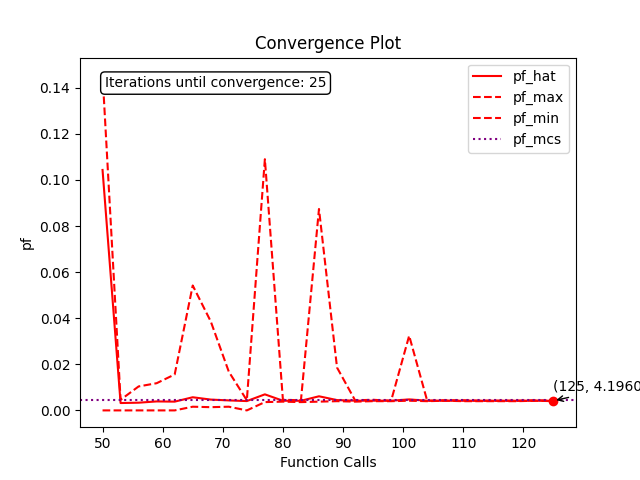 Convergence Plot
Iterations until convergence: 25
pf_hat
pf_max
pf_min
pf_mcs
0.14
0.12
0.10
0.08
0.06
0.04
0.02
0.00
pf
(125, 4.1960
50
60
70
80
90
100
110
120
Function Calls